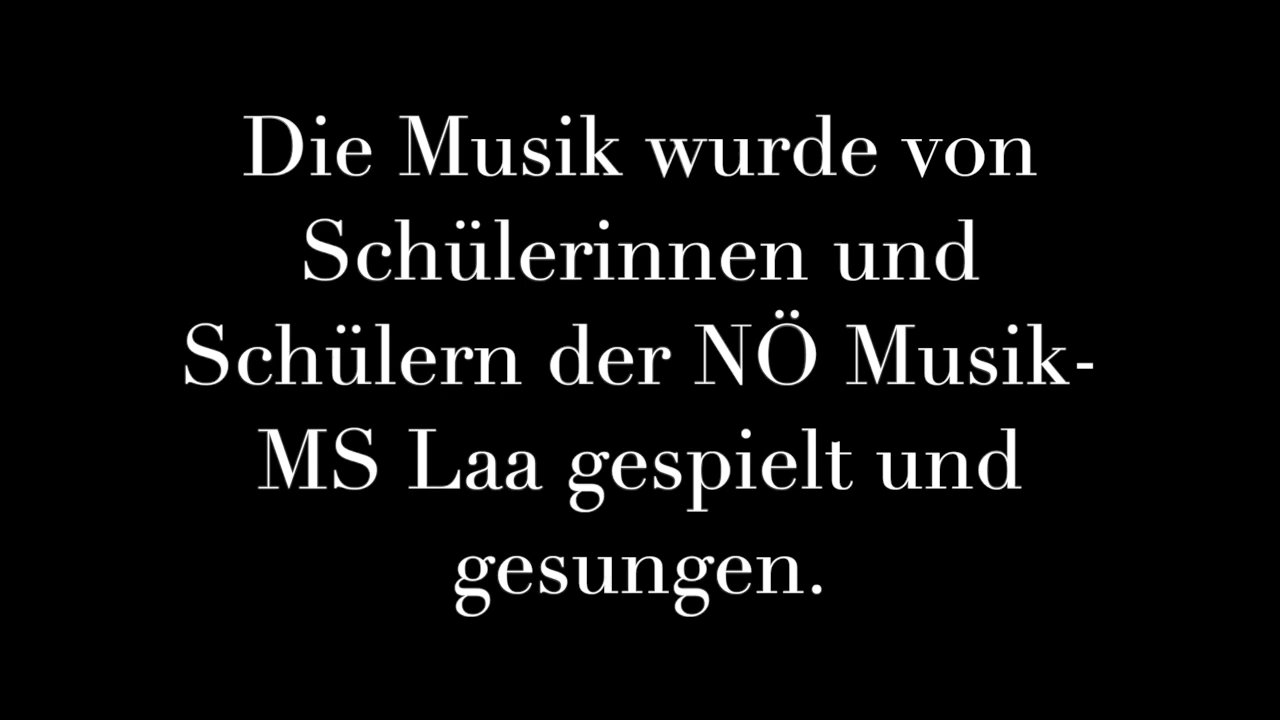 Die Musik wurde von
Schülerinnen und
Schülern der NÖ Musik-
MS Laa gespielt und
gesungen.